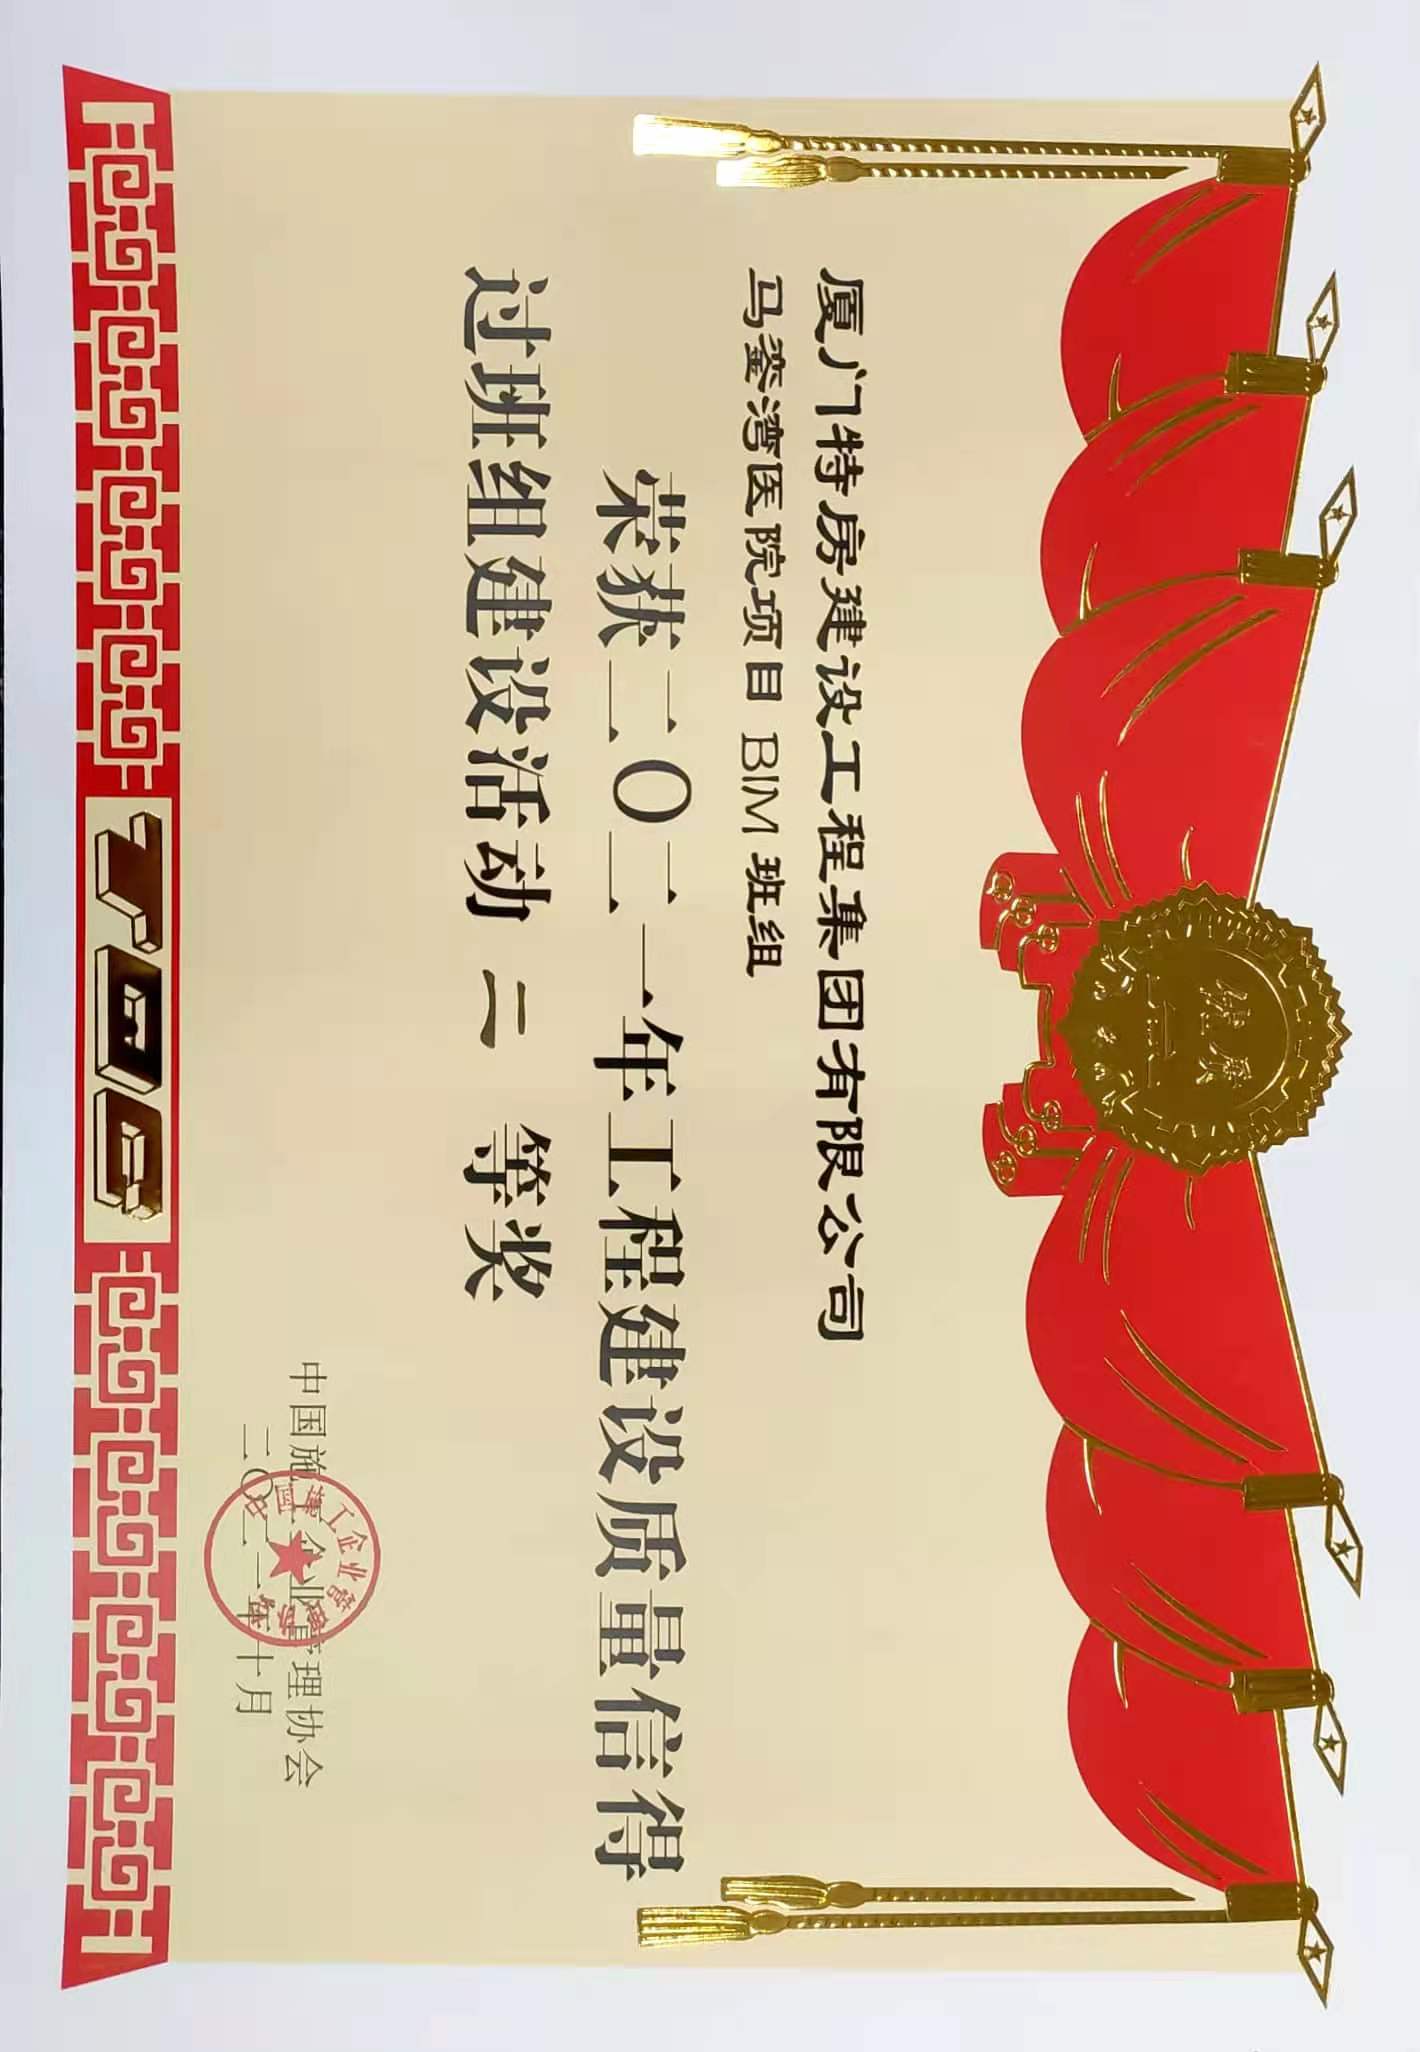 厦门特房建设工程集团有限公司
马銮湾医院项目 BIM 班组
荣获二〇二一年工程建设质量信得
过班组建设活动 二 等奖
中国施工企业管理协会
二〇二一年十月
TQC